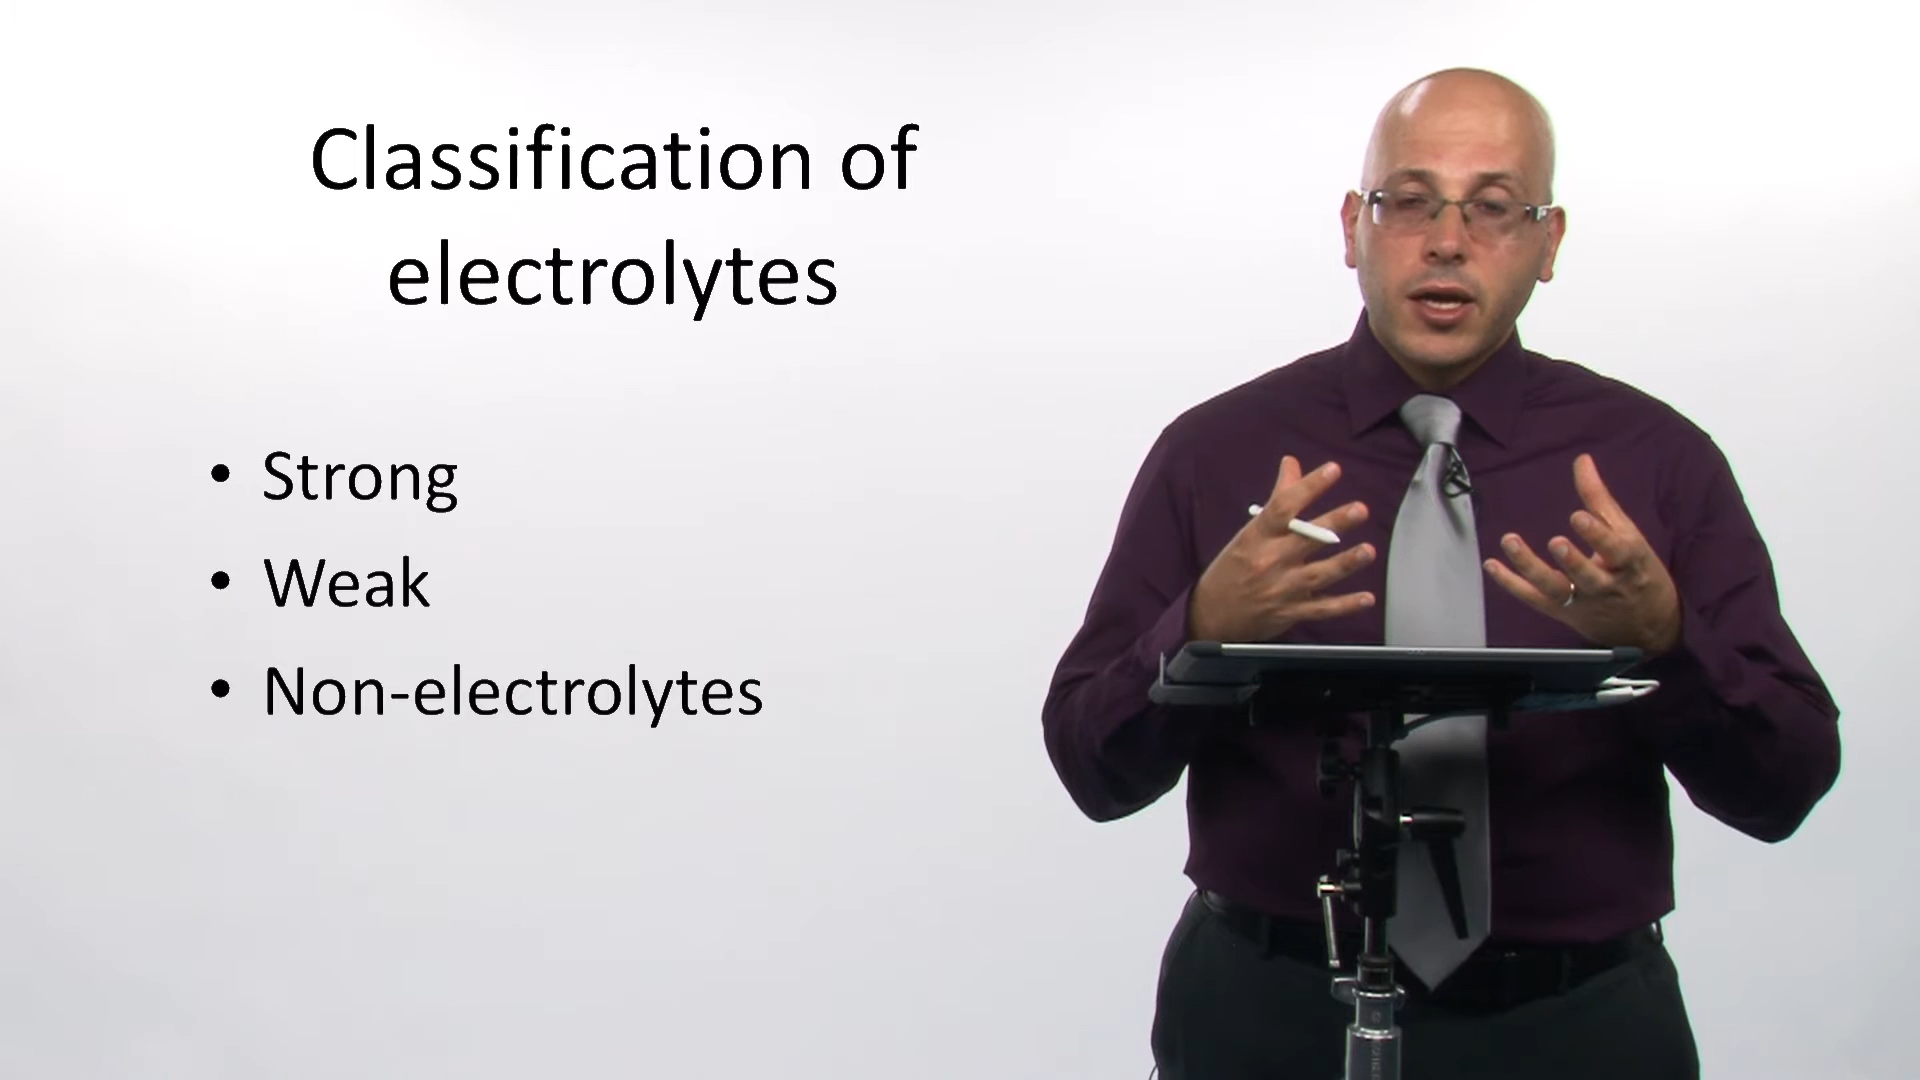 Classification of
electrolytes
• Strong
• Weak
• Non-electrolytes